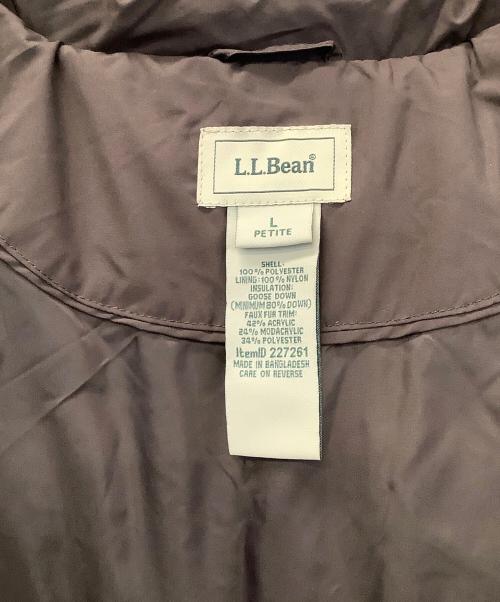 L.L.Bean®
L
PETITE
SHELL:
100% POLYESTER
LINING: 100% NYLON
INSULATION:
GOOSE DOWN
(MINIMUM 80% DOWN)
FAUX FUR TRIM:
42% ACRYLIC
24% MODACRYLIC
34% POLYESTER
ItemID 227261
MADE IN BANGLADESH
CARE ON REVERSE